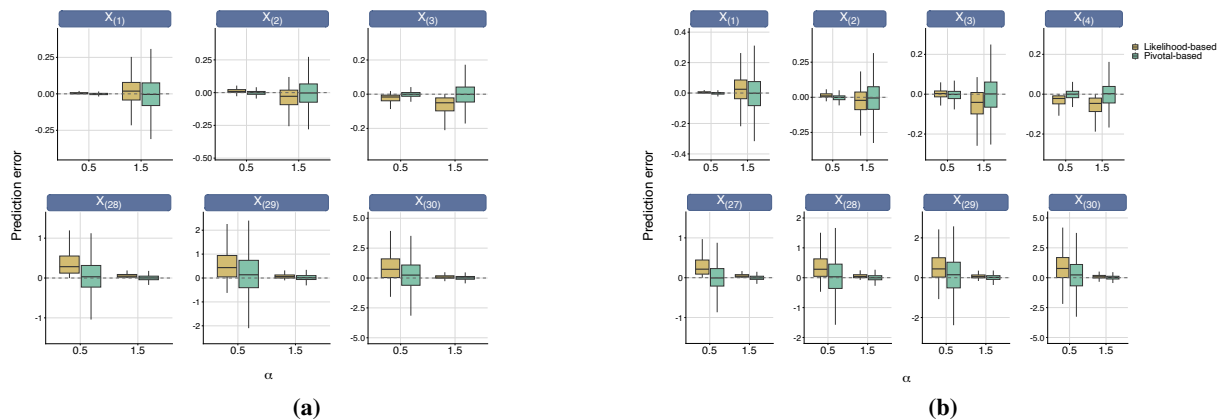 X(1) X(2) X(3)
0.25 0.25 0.2
0.00 0.00 0.0
-0.25 -0.25 -0.2
-0.50
0.5 1.5 0.5 1.5 0.5 1.5
Prediction error
X(28) X(29) X(30)
5.0
1 2 2.5
0 0 0.0
-1 -2 -2.5
-5.0
0.5 1.5 0.5 1.5 0.5 1.5
α
(a)
X(1) X(2) X(3) X(4)
0.4
0.2 0.25 0.2 0.2
0.0 0.00 0.0 0.0
-0.2 -0.25 -0.2 -0.2
-0.4
0.5 1.5 0.5 1.5 0.5 1.5 0.5 1.5
Likelihood-based
Pivotal-based
Prediction error
X(27) X(28) X(29) X(30)
2 5.0
1 1 2 2.5
0 0 0 0.0
-1 -1 -2 -2.5
-2 -5.0
0.5 1.5 0.5 1.5 0.5 1.5 0.5 1.5
α
(b)